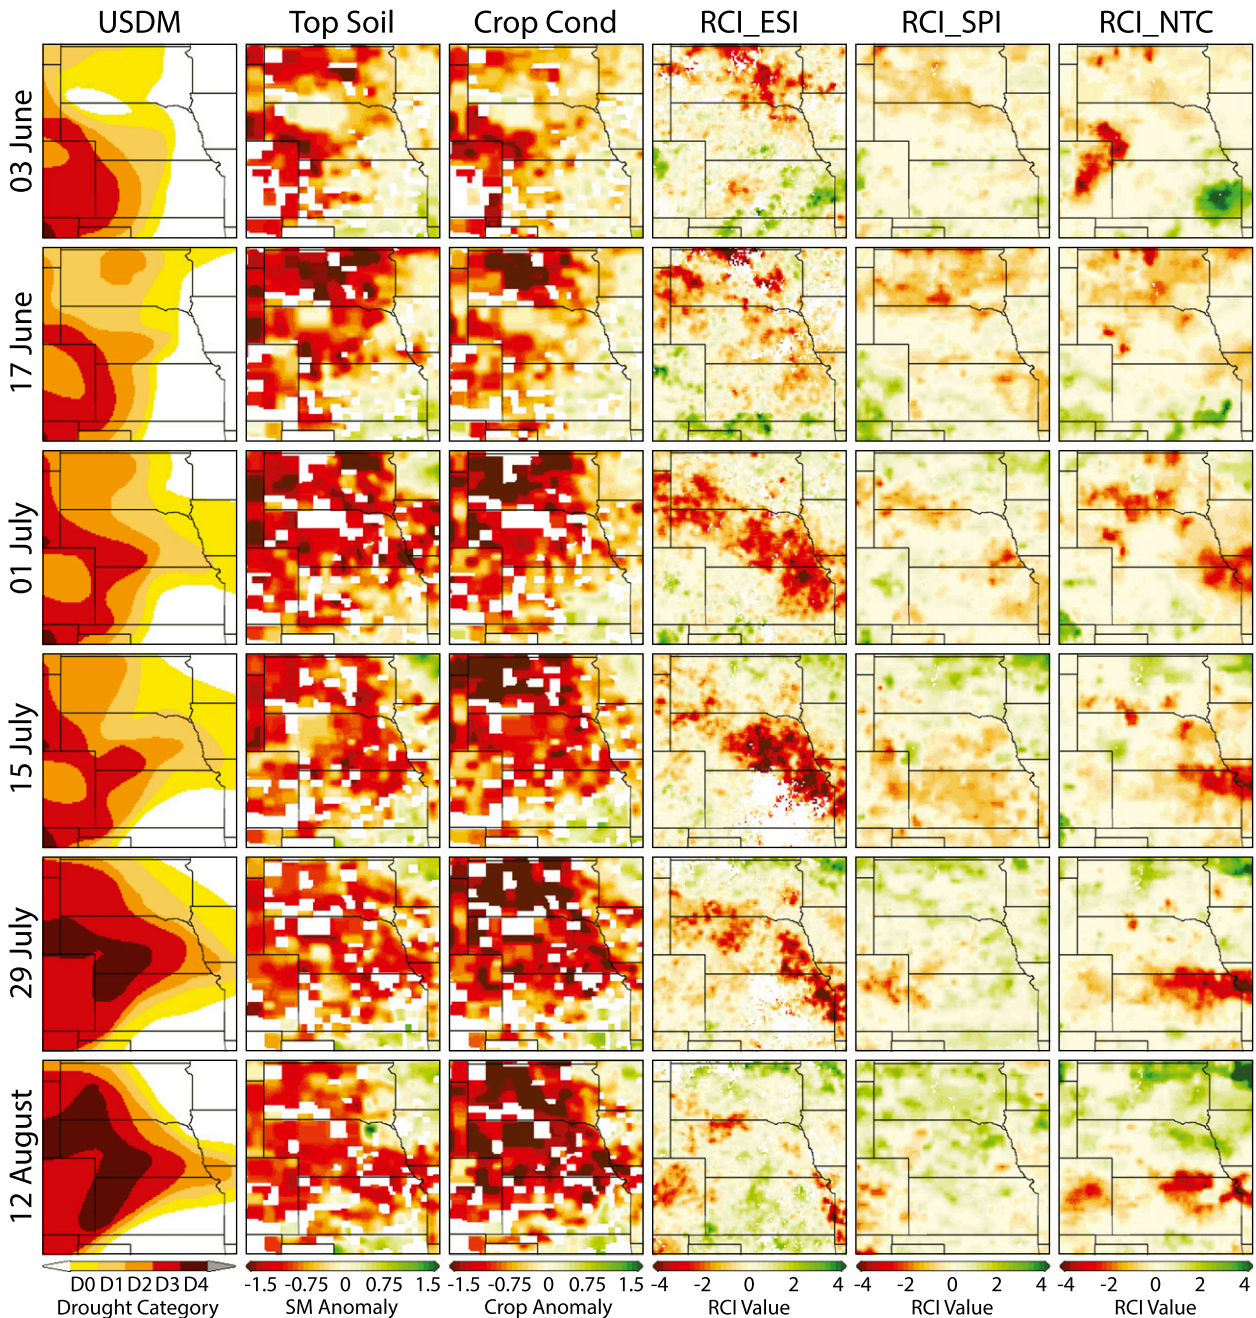 USDM Top Soil Crop Cond RCI_ESI RCI_SPI RCI_NTC
03 June
17 June
01 July
15 July
29 July
12 August
D0 D1 D2 D3 D4 -1.5 -0.75 0 0.75 1.5 -1.5 -0.75 0 0.75 1.5 -4 -2 0 2 4 -4 -2 0 2 4 -4 -2 0 2 4
Drought Category SM Anomaly Crop Anomaly RCI Value RCI Value RCI Value